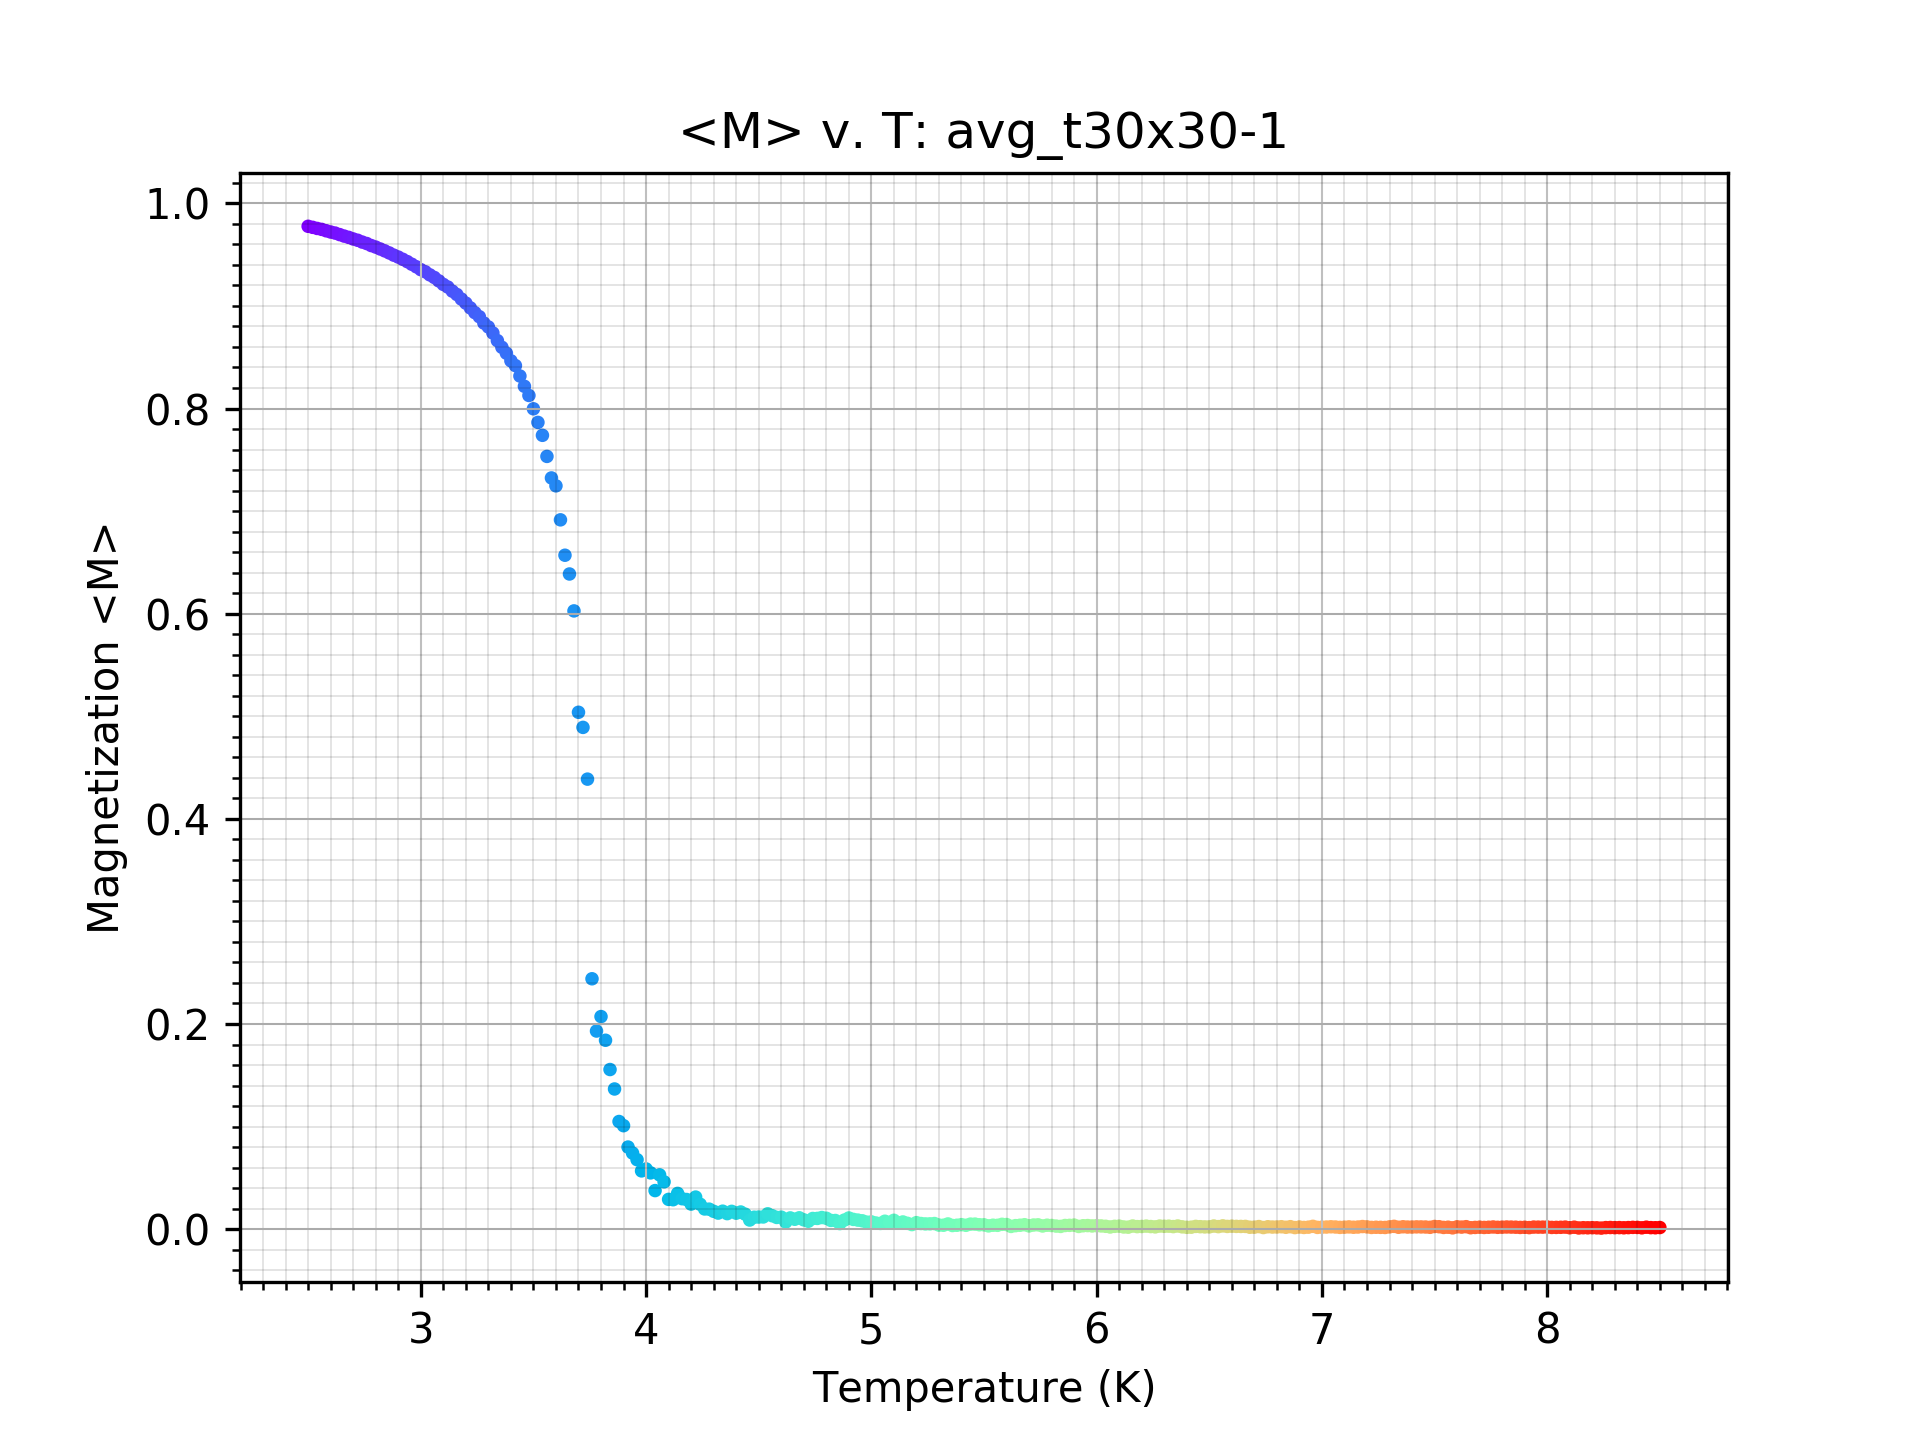 <M> v. T: avg_t30x30-1
1.0
0.8
0.6
0.4
0.2
0.0
Magnetization <M>
3 4 5 6 7 8
Temperature (K)